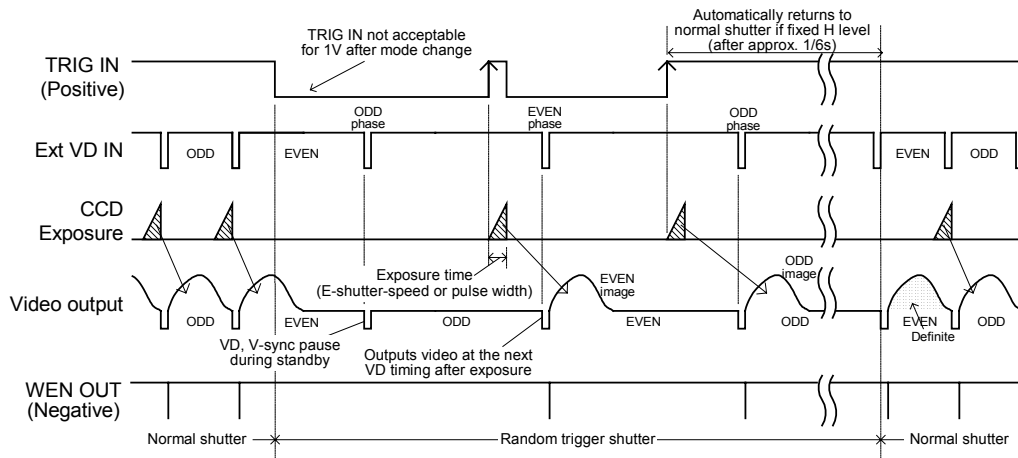 Automatically returns to
normal shutter if fixed H level
(after approx. 1/6s)
TRIG IN not acceptable
for 1V after mode change
TRIG IN
(Positive)
ODD
phase
EVEN
phase
ODD
phase
Ext VD IN
ODD
EVEN
EVEN
ODD
CCD
Exposure
Exposure time
(E-shutter-speed or pulse width)
EVEN
image
ODD
image
Video output
ODD
EVEN
ODD
EVEN
ODD
EVEN
ODD
Definite
VD, V-sync pause
during standby
Outputs video at the next
VD timing after exposure
WEN OUT
(Negative)
Normal shutter
Random trigger shutter
Normal shutter